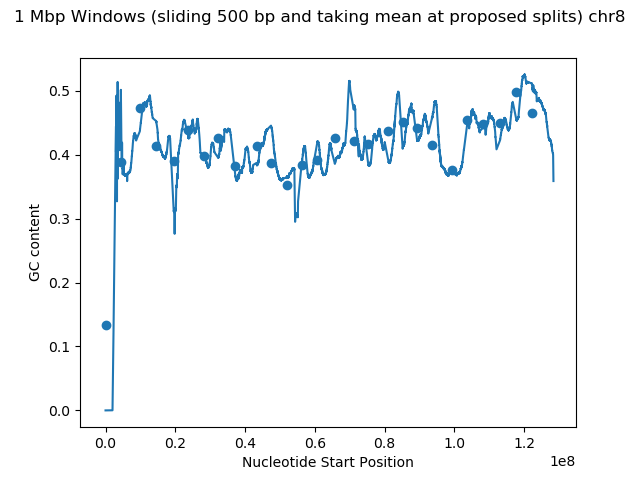 1 Mbp Windows (sliding 500 bp and taking mean at proposed splits) chr8
GC content
0.5
0.4
0.3
0.2
0.1
0.0
0.0 0.2 0.4 0.6 0.8 1.0 1.2
1e8
Nucleotide Start Position